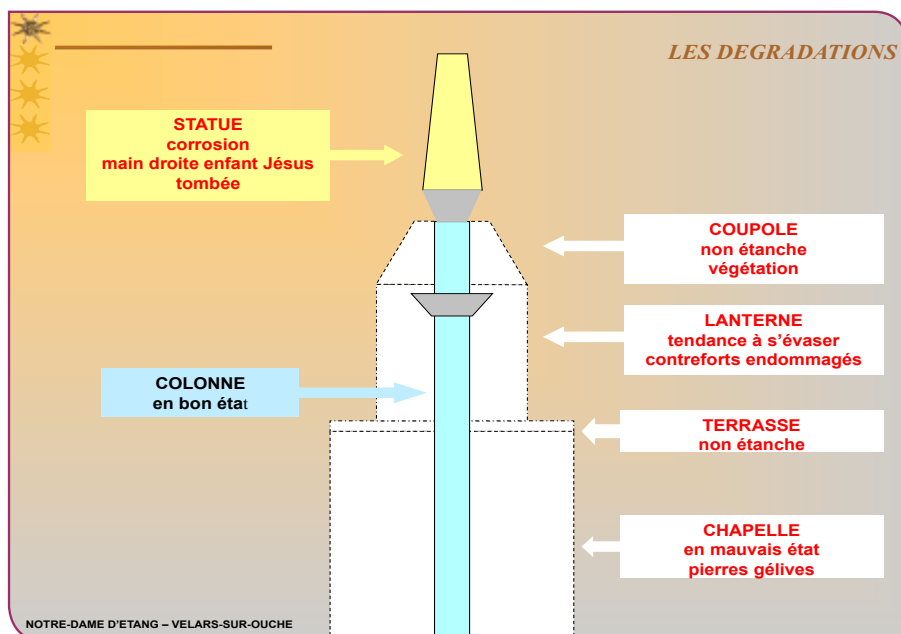 LES DEGRADATIONS
STATUE
corrosion
main droite enfant Jésus
tombée
COUPOLE
non étanche
végétation
LANTERNE
tendance à s'évaser
contreforts endommagés
COLONNE
en bon état
TERRASSE
non étanche
CHAPELLE
en mauvais état
pierres gélives
NOTRE-DAME D'ETANG – VELARS-SUR-OUCHE